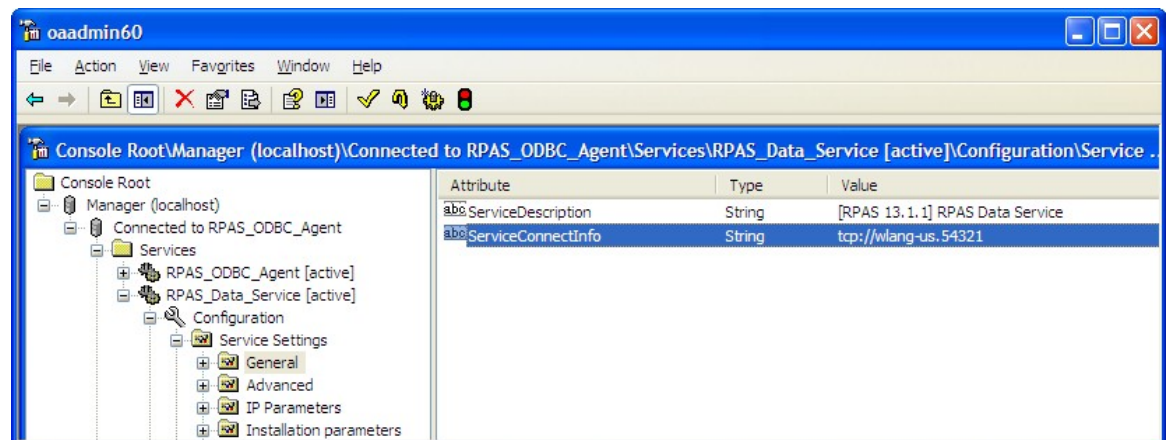 oaadmin60
File Action View Favorites Window Help
Console Root\Manager (localhost)\Connected to RPAS_ODBC_Agent\Services\RPAS_Data_Service [active]\Configuration\Service ..
Console Root
Manager (localhost)
Connected to RPAS_ODBC_Agent
Services
RPAS_ODBC_Agent [active]
RPAS_Data_Service [active]
Configuration
Service Settings
General
Advanced
IP Parameters
Installation parameters
Attribute Type Value
abc ServiceDescription String [RPAS 13.1.1] RPAS Data Service
abc ServiceConnectInfo String tcp://wlang-us.54321